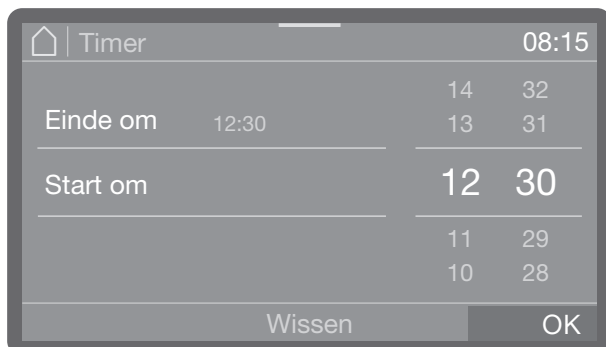 Timer 08:15
14 32
Einde om 12:30 13 31
Start om 12 30
11 29
10 28
Wissen OK